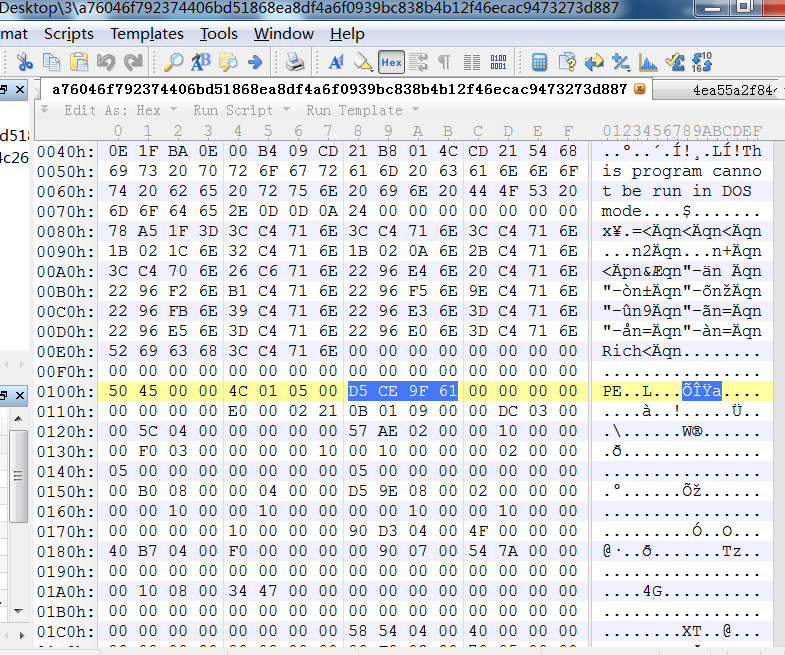 Desktop\3\a76046f792374406bd51868ea8df4a6f0939bc838b4b12f46ecac9473273d887
mat Scripts Templates Tools Window Help
Hex
a76046f792374406bd51868ea8df4a6f0939bc838b4b12f46ecac9473273d887
4ea55a2f84
Edit As: Hex Run Script Run Template
0 1 2 3 4 5 6 7 8 9 A B C D E F 0123456789ABCDEF
0040h: 0E 1F BA 0E 00 B4 09 CD 21 B8 01 4C CD 21 54 68 ..º..´.Í!¸.LÍ!Th
0050h: 69 73 20 70 72 6F 67 72 61 6D 20 63 61 6E 6E 6F is program canno
0060h: 74 20 62 65 20 72 75 6E 20 69 6E 20 44 4F 53 20 t be run in DOS
0070h: 6D 6F 64 65 2E 0D 0D 0A 24 00 00 00 00 00 00 00 mode....$.......
0080h: 78 A5 1F 3D 3C C4 71 6E 3C C4 71 6E 3C C4 71 6E x¥.=<Äqn<Äqn<Äqn
0090h: 1B 02 1C 6E 32 C4 71 6E 1B 02 0A 6E 2B C4 71 6E ...n2Äqn...n+Äqn
00A0h: 3C C4 70 6E 26 C6 71 6E 22 96 E4 6E 20 C4 71 6E <Äpn&Æqn"–än Äqn
00B0h: 22 96 F2 6E B1 C4 71 6E 22 96 F5 6E 9E C4 71 6E "–òn±Äqn"–õnžÄqn
00C0h: 22 96 FB 6E 39 C4 71 6E 22 96 E3 6E 3D C4 71 6E "–ûn9Äqn"–ãn=Äqn
00D0h: 22 96 E5 6E 3D C4 71 6E 22 96 E0 6E 3D C4 71 6E "–ån=Äqn"–àn=Äqn
00E0h: 52 69 63 68 3C C4 71 6E 00 00 00 00 00 00 00 00 Rich<Äqn........
00F0h: 00 00 00 00 00 00 00 00 00 00 00 00 00 00 00 00 ................
0100h: 50 45 00 00 4C 01 05 00 D5 CE 9F 61 00 00 00 00 PE..L...ÕÎŸa....
0110h: 00 00 00 00 E0 00 02 21 0B 01 09 00 00 DC 03 00 ....à..!.....Ü..
0120h: 00 5C 04 00 00 00 00 00 57 AE 02 00 00 10 00 00 .\......W®......
0130h: 00 F0 03 00 00 00 00 10 00 10 00 00 00 02 00 00 .ð..............
0140h: 05 00 00 00 00 00 00 00 05 00 00 00 00 00 00 00 ................
0150h: 00 B0 08 00 00 04 00 00 D5 9E 08 00 02 00 00 00 .°......Õž......
0160h: 00 00 10 00 00 10 00 00 00 00 10 00 00 10 00 00 ................
0170h: 00 00 00 00 10 00 00 00 90 D3 04 00 4F 00 00 00 .........Ó..O...
0180h: 40 B7 04 00 F0 00 00 00 00 90 07 00 54 7A 00 00 @·..ð.......Tz..
0190h: 00 00 00 00 00 00 00 00 00 00 00 00 00 00 00 00 ................
01A0h: 00 10 08 00 34 47 00 00 00 00 00 00 00 00 00 00 ....4G..........
01B0h: 00 00 00 00 00 00 00 00 00 00 00 00 00 00 00 00 ................
01C0h: 00 00 00 00 00 00 00 00 58 54 04 00 40 00 00 00 ........XT..@...
d51
4c26